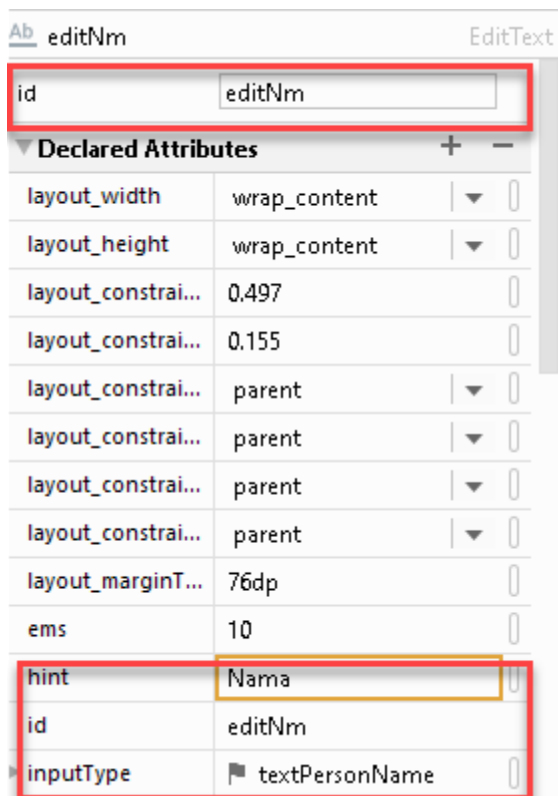 Ab editNm EditText
id editNm
Declared Attributes + −
layout_width wrap_content
layout_height wrap_content
layout_constrai... 0.497
layout_constrai... 0.155
layout_constrai... parent
layout_constrai... parent
layout_constrai... parent
layout_constrai... parent
layout_marginT... 76dp
ems 10
hint Nama
id editNm
inputType textPersonName